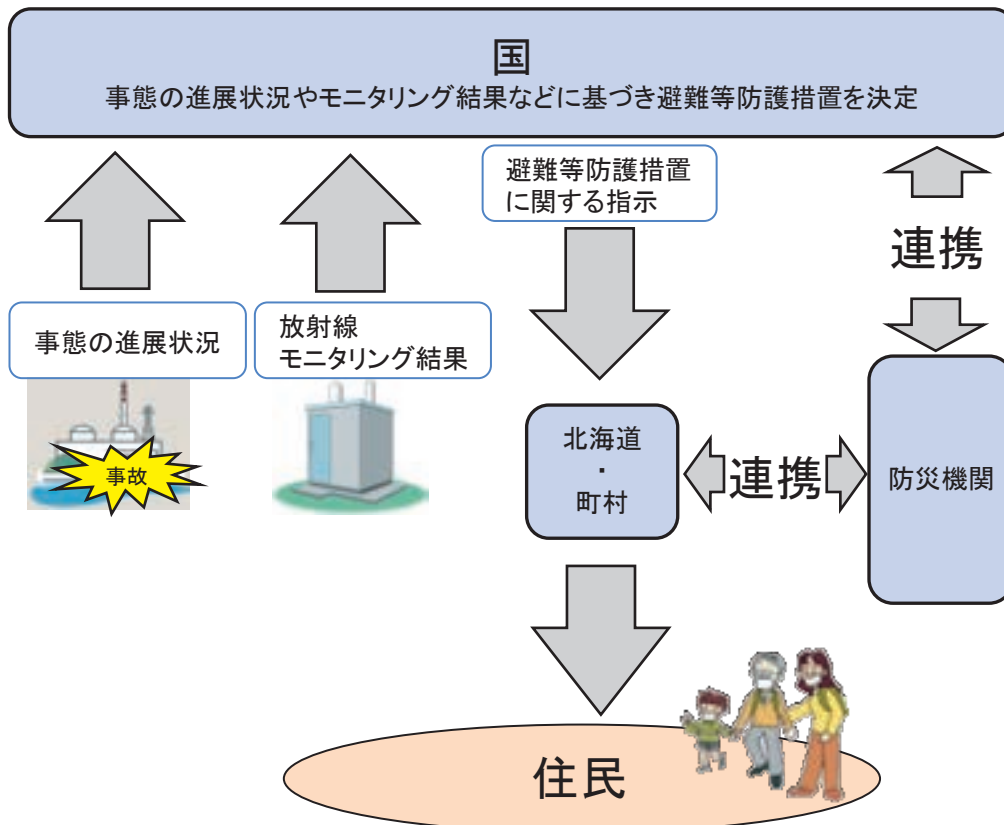 国
事態の進展状況やモニタリング結果などに基づき避難等防護措置を決定
避難等防護措置
に関する指示
連携
事態の進展状況
放射線
モニタリング結果
事故
北海道
・
町村
連携
防災機関
住民